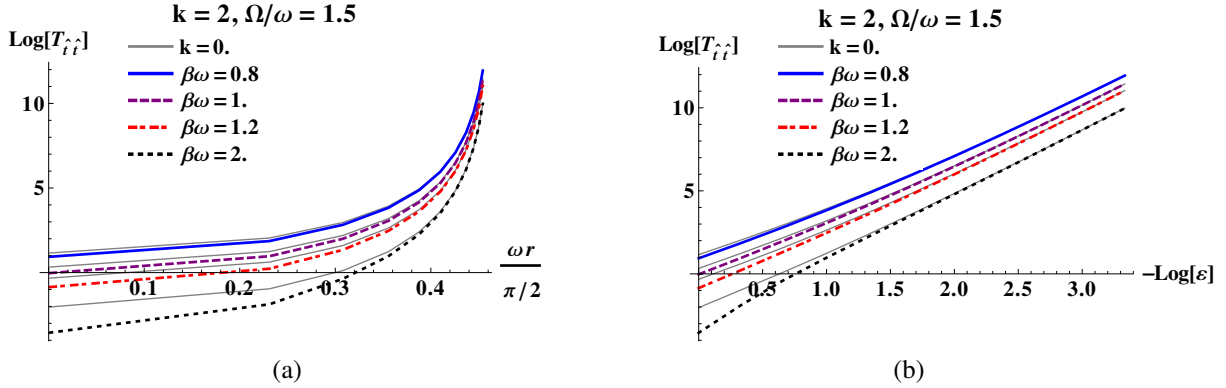 k = 2, Ω/ω = 1.5
Log[T_{t̂ t̂}]
k = 0.
βω = 0.8
βω = 1.
βω = 1.2
βω = 2.
10
5
0.1 0.2 0.3 0.4
ωr
π/2
(a)
k = 2, Ω/ω = 1.5
Log[T_{t̂ t̂}]
k = 0.
βω = 0.8
βω = 1.
βω = 1.2
βω = 2.
10
5
0.5 1.0 1.5 2.0 2.5 3.0
−Log[ε]
(b)